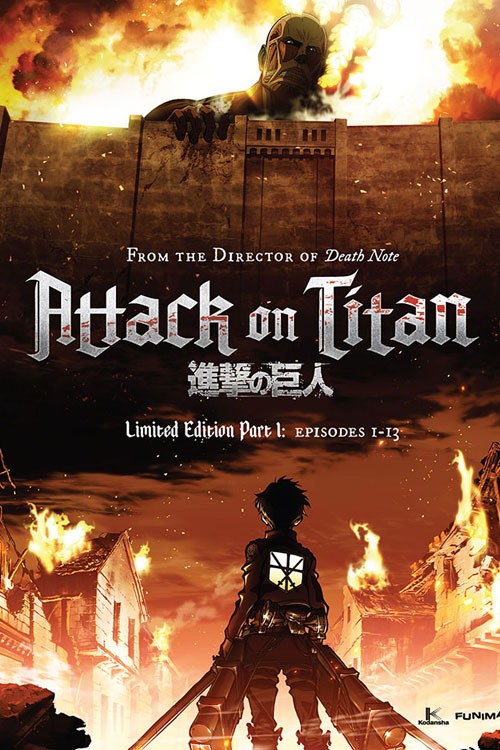 From the Director of Death Note
Attack on Titan
進撃の巨人
Limited Edition Part 1: Episodes 1-13
Kodansha
FUNIMA